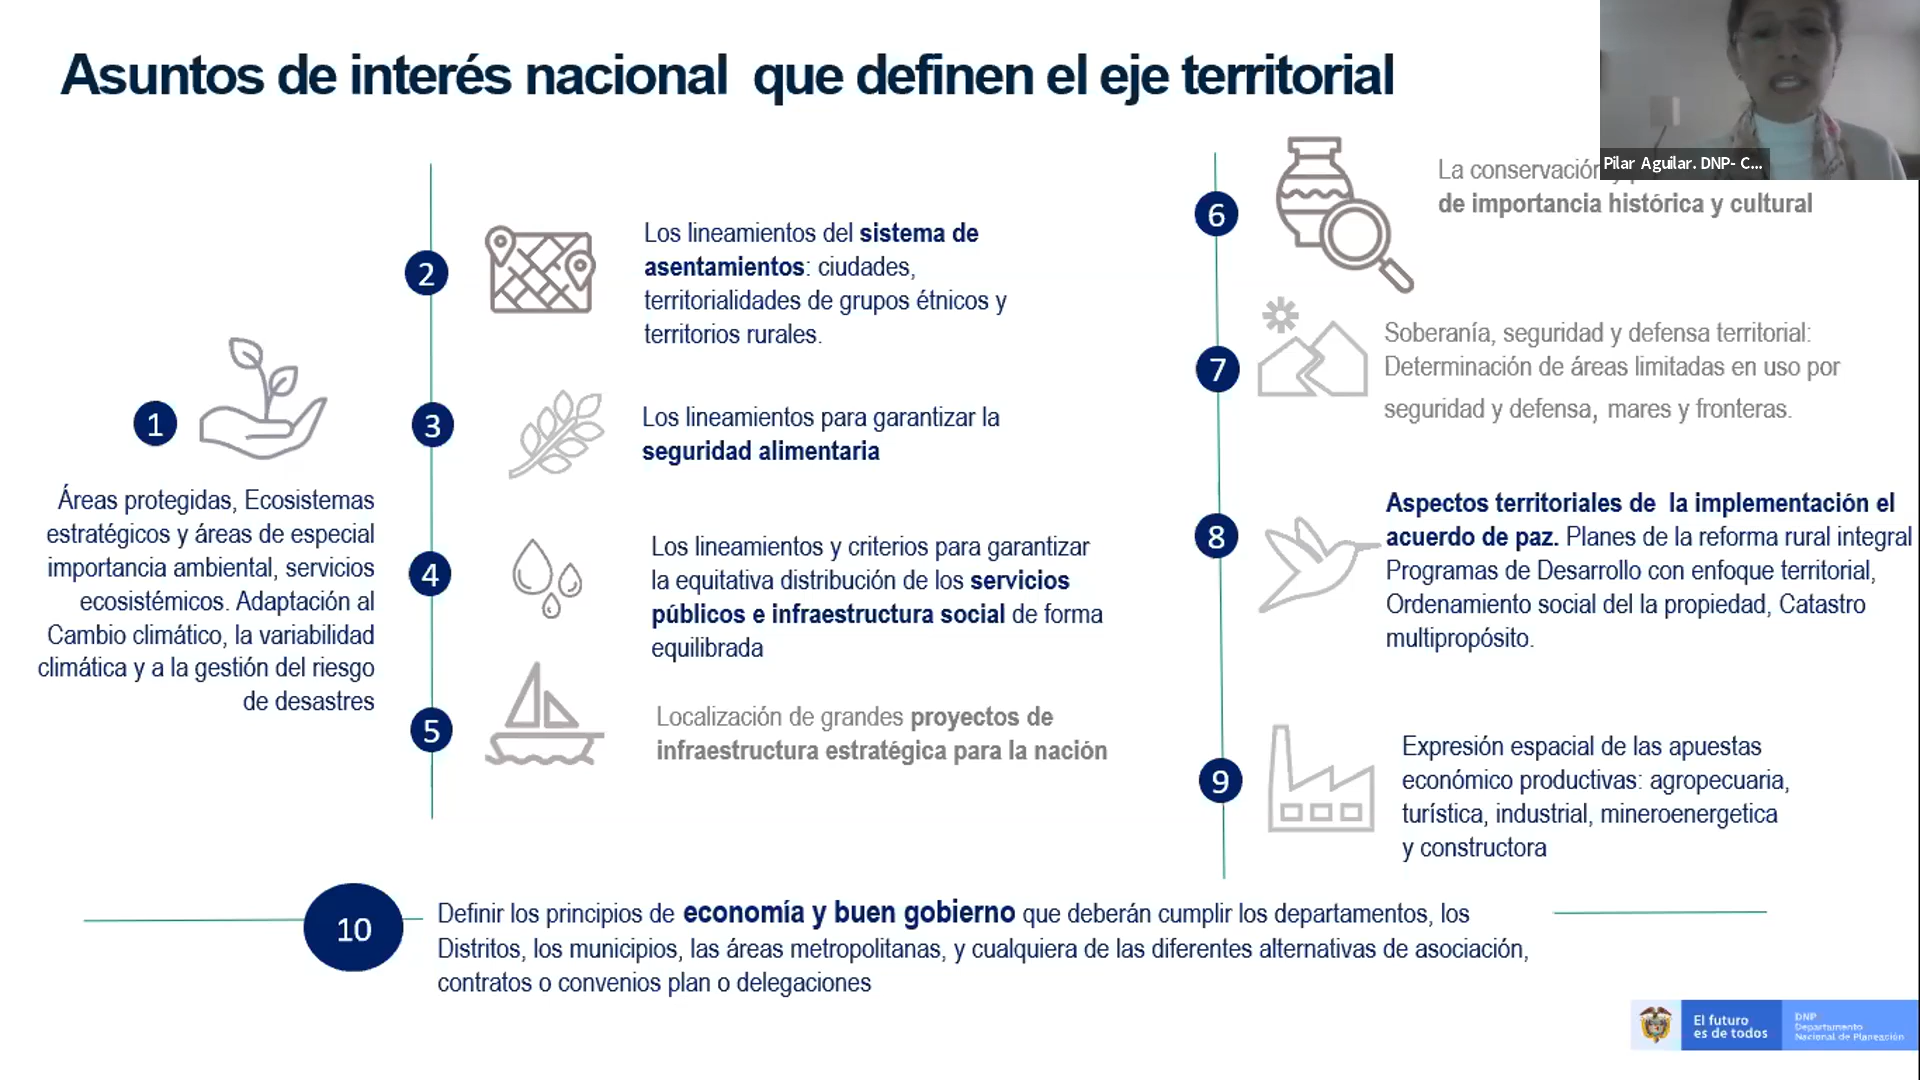 Asuntos de interés nacional que definen el eje territorial
Pilar Aguilar. DNP- C...
1
Áreas protegidas, Ecosistemas
estratégicos y áreas de especial
importancia ambiental, servicios
ecosistémicos. Adaptación al
Cambio climático, la variabilidad
climática y a la gestión del riesgo
de desastres
2
Los lineamientos del sistema de
asentamientos: ciudades,
territorialidades de grupos étnicos y
territorios rurales.
3
Los lineamientos para garantizar la
seguridad alimentaria
4
Los lineamientos y criterios para garantizar
la equitativa distribución de los servicios
públicos e infraestructura social de forma
equilibrada
5
Localización de grandes proyectos de
infraestructura estratégica para la nación
6
La conservación
de importancia histórica y cultural
7
Soberanía, seguridad y defensa territorial:
Determinación de áreas limitadas en uso por
seguridad y defensa, mares y fronteras.
8
Aspectos territoriales de la implementación el
acuerdo de paz. Planes de la reforma rural integral
Programas de Desarrollo con enfoque territorial,
Ordenamiento social del la propiedad, Catastro
multipropósito.
9
Expresión espacial de las apuestas
económico productivas: agropecuaria,
turística, industrial, mineroenergetica
y constructora
10
Definir los principios de economía y buen gobierno que deberán cumplir los departamentos, los
Distritos, los municipios, las áreas metropolitanas, y cualquiera de las diferentes alternativas de asociación,
contratos o convenios plan o delegaciones
El futuro
es de todos
DNP
Departamento
Nacional de Planeación